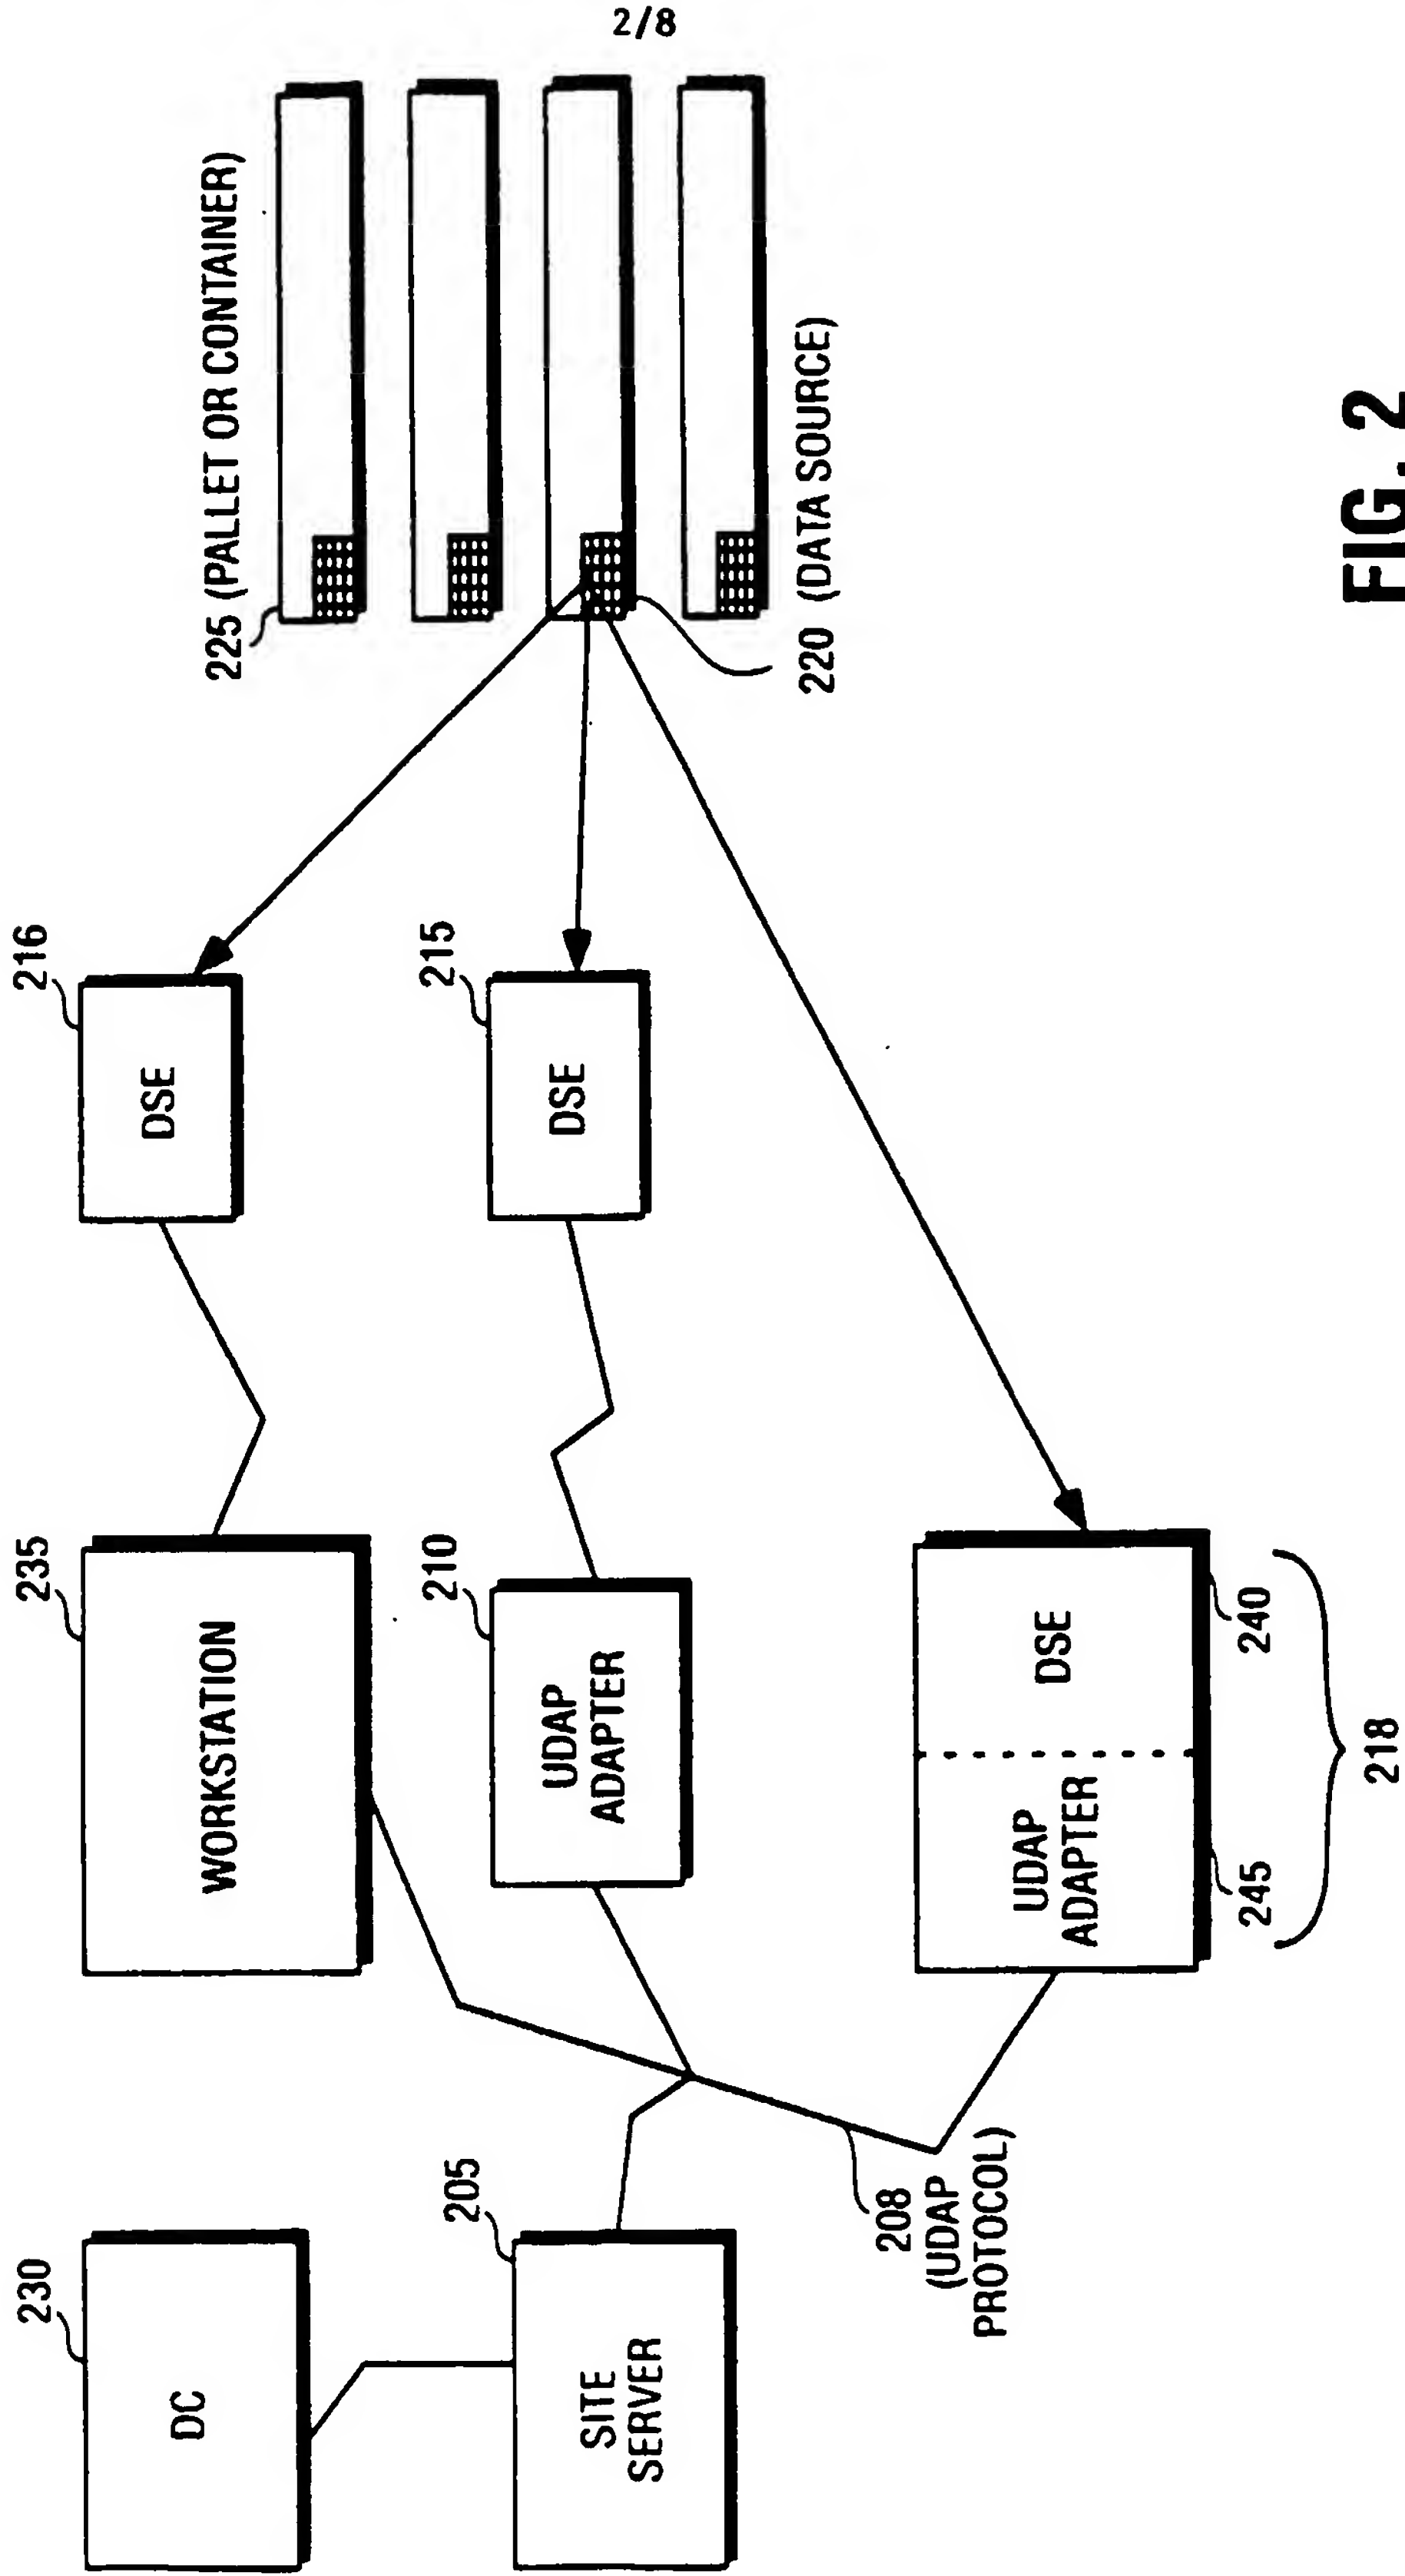 2/8
230
DC
205
SITE
SERVER
208
(UDAP
PROTOCOL)
235
WORKSTATION
210
UDAP
ADAPTER
UDAP
ADAPTER
DSE
245
240
218
216
DSE
215
DSE
225 (PALLET OR CONTAINER)
220 (DATA SOURCE)
FIG. 2